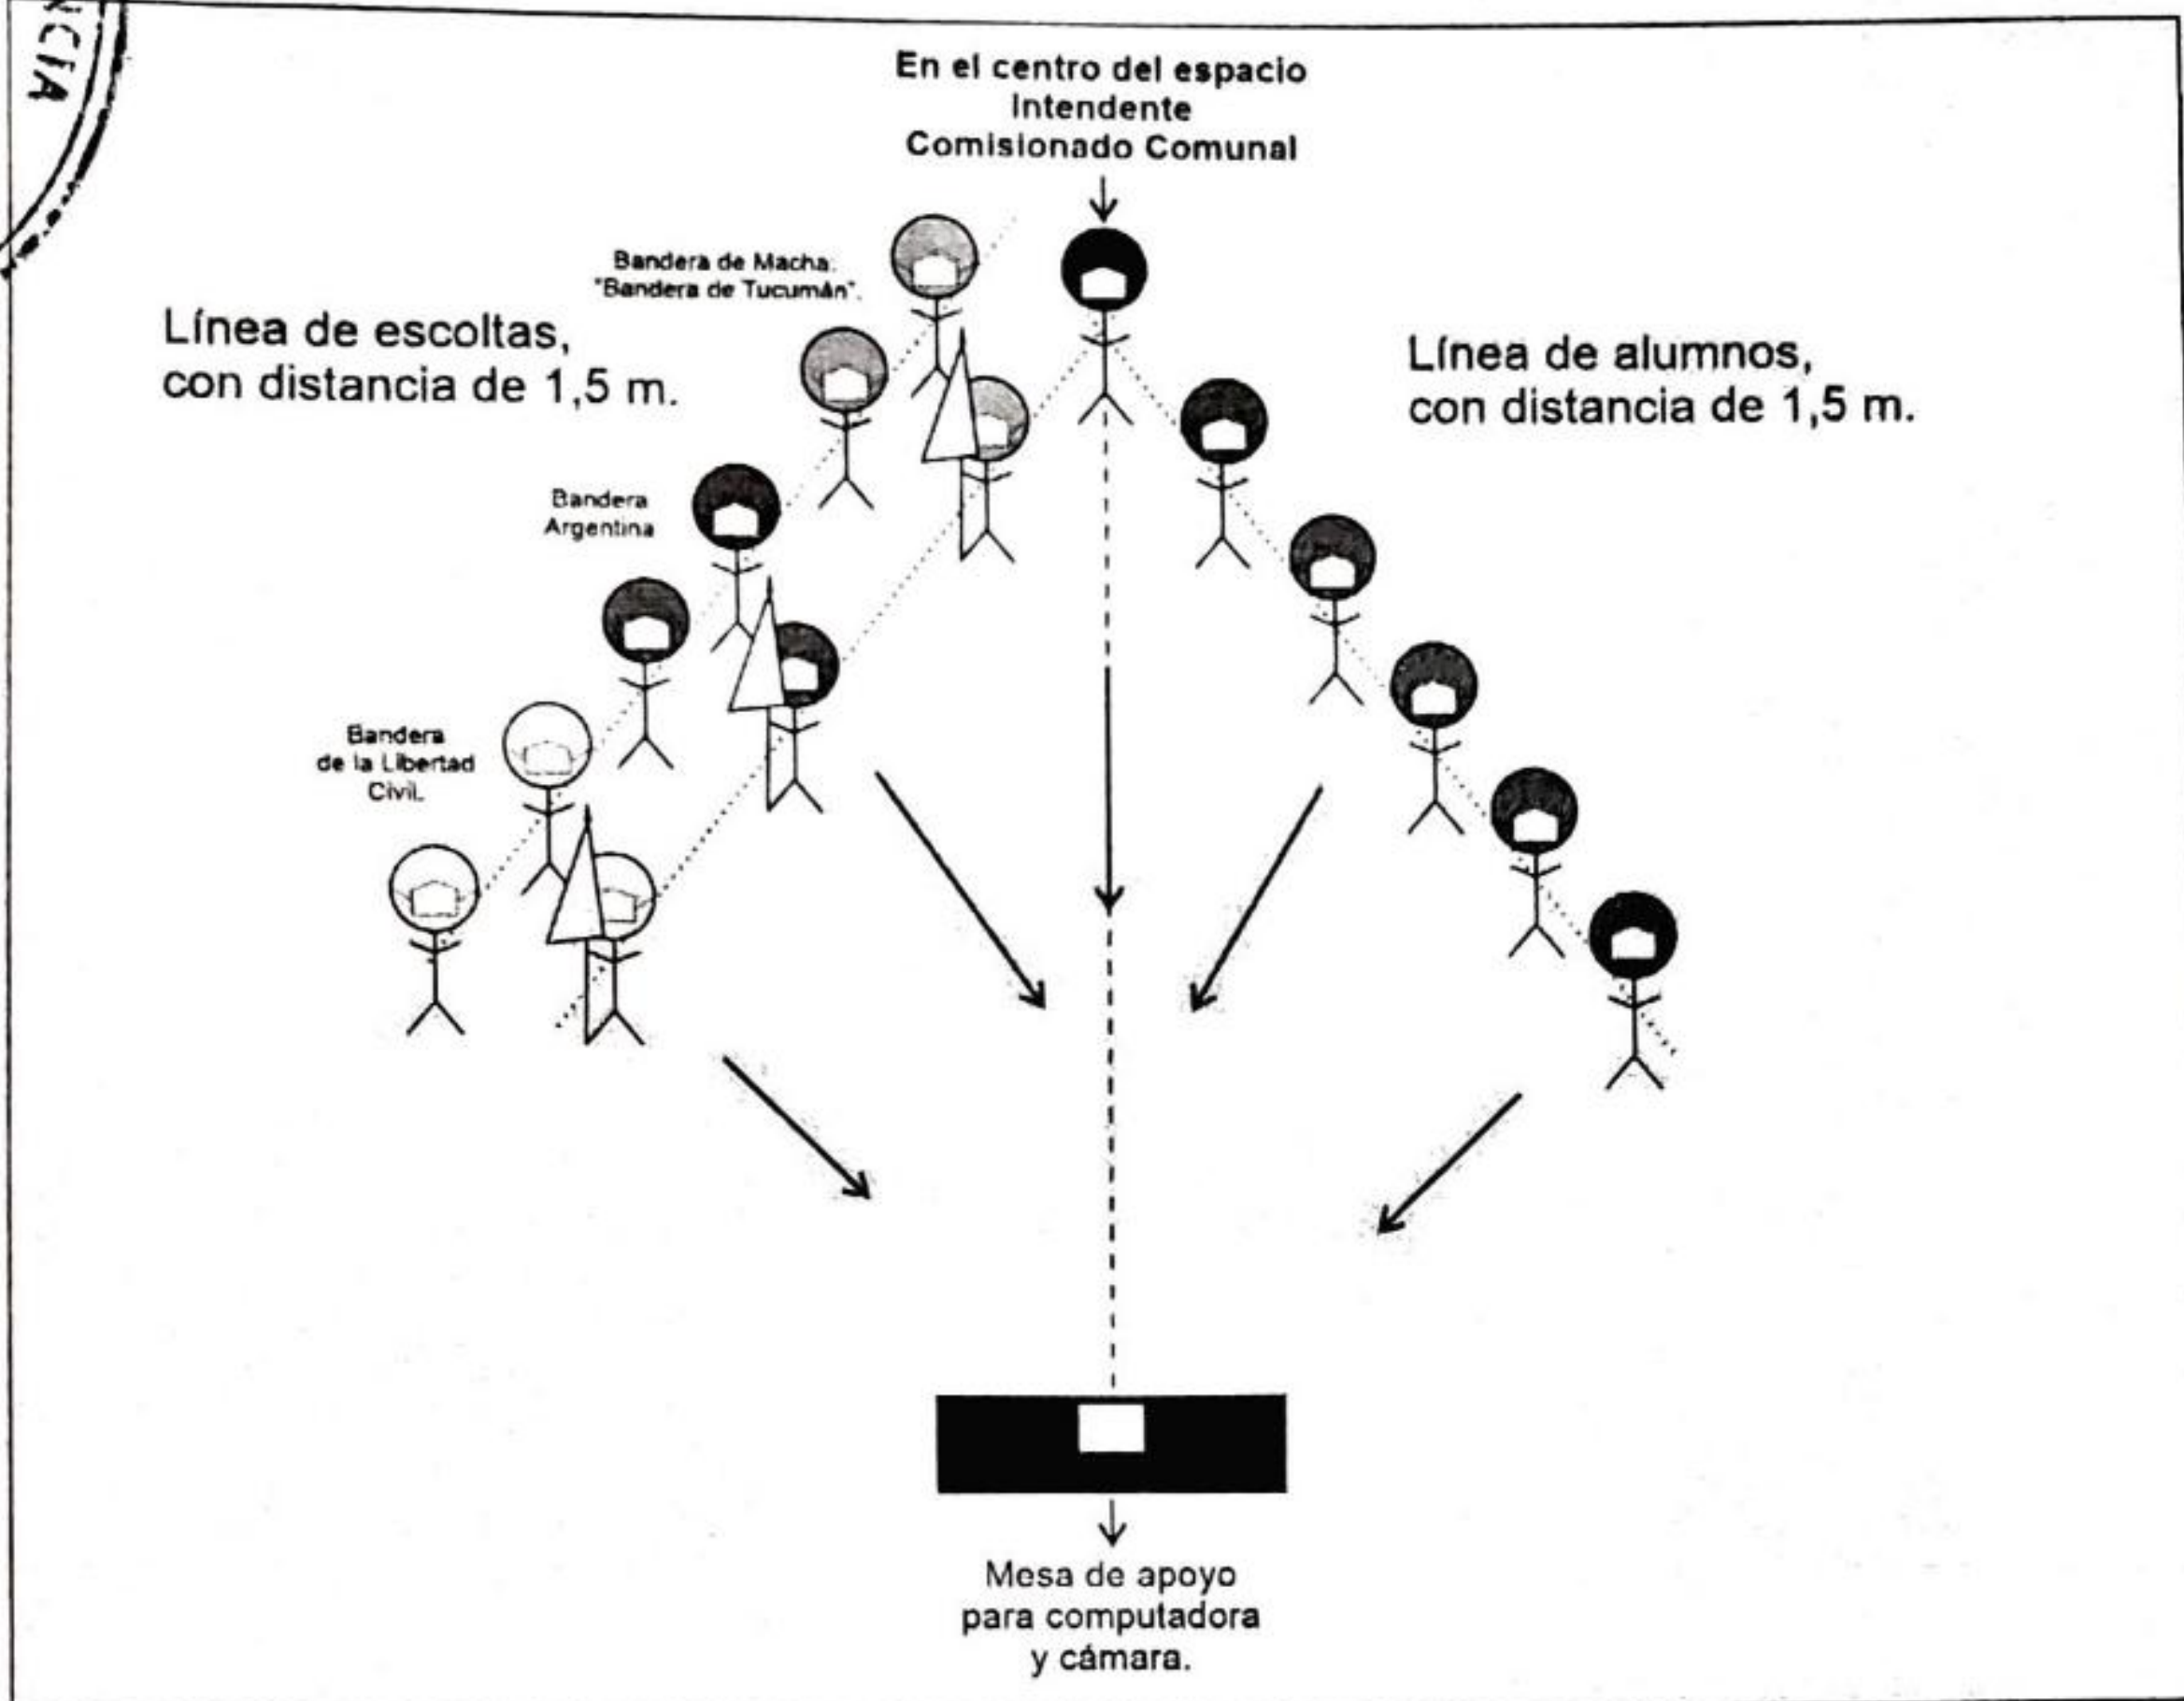 En el centro del espacio
Intendente
Comisionado Comunal
Bandera de Macha.
"Bandera de Tucumán".
Línea de escoltas,
con distancia de 1,5 m.
Línea de alumnos,
con distancia de 1,5 m.
Bandera
Argentina
Bandera
de la Libertad
Civil.
Mesa de apoyo
para computadora
y cámara.